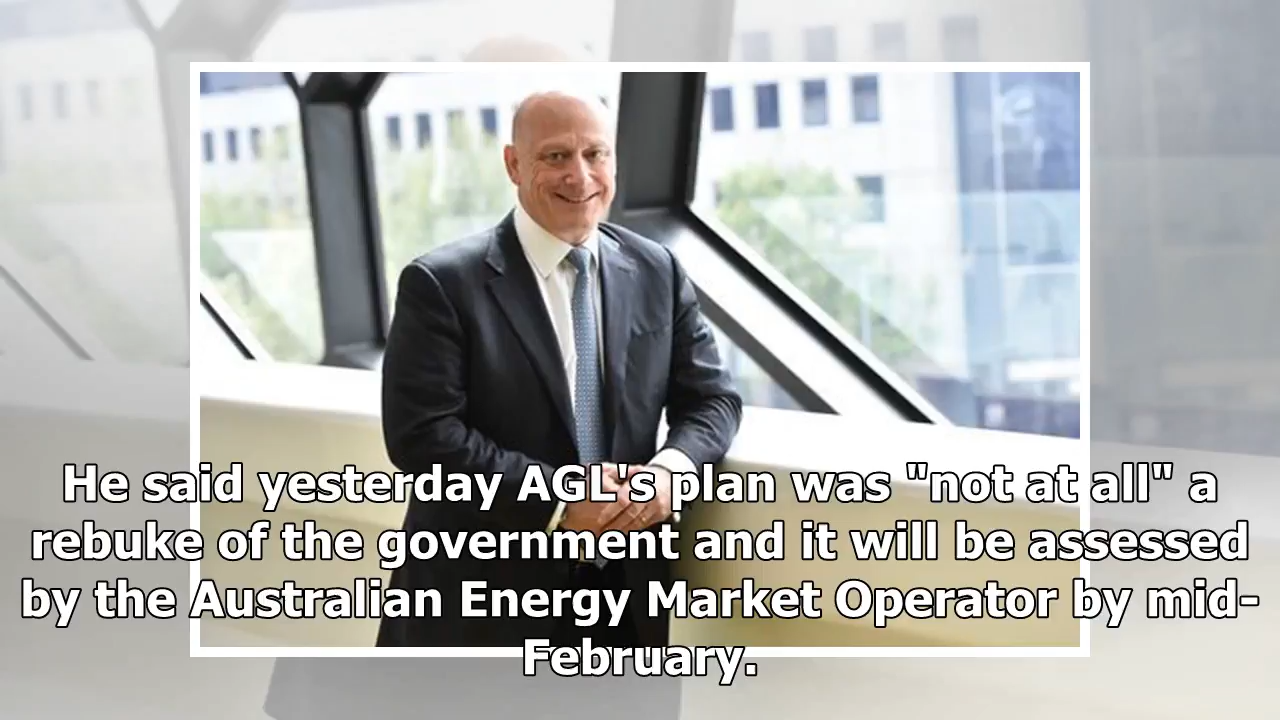 He said yesterday AGL's plan was "not at all" a
rebuke of the government and it will be assessed
by the Australian Energy Market Operator by mid-
February.